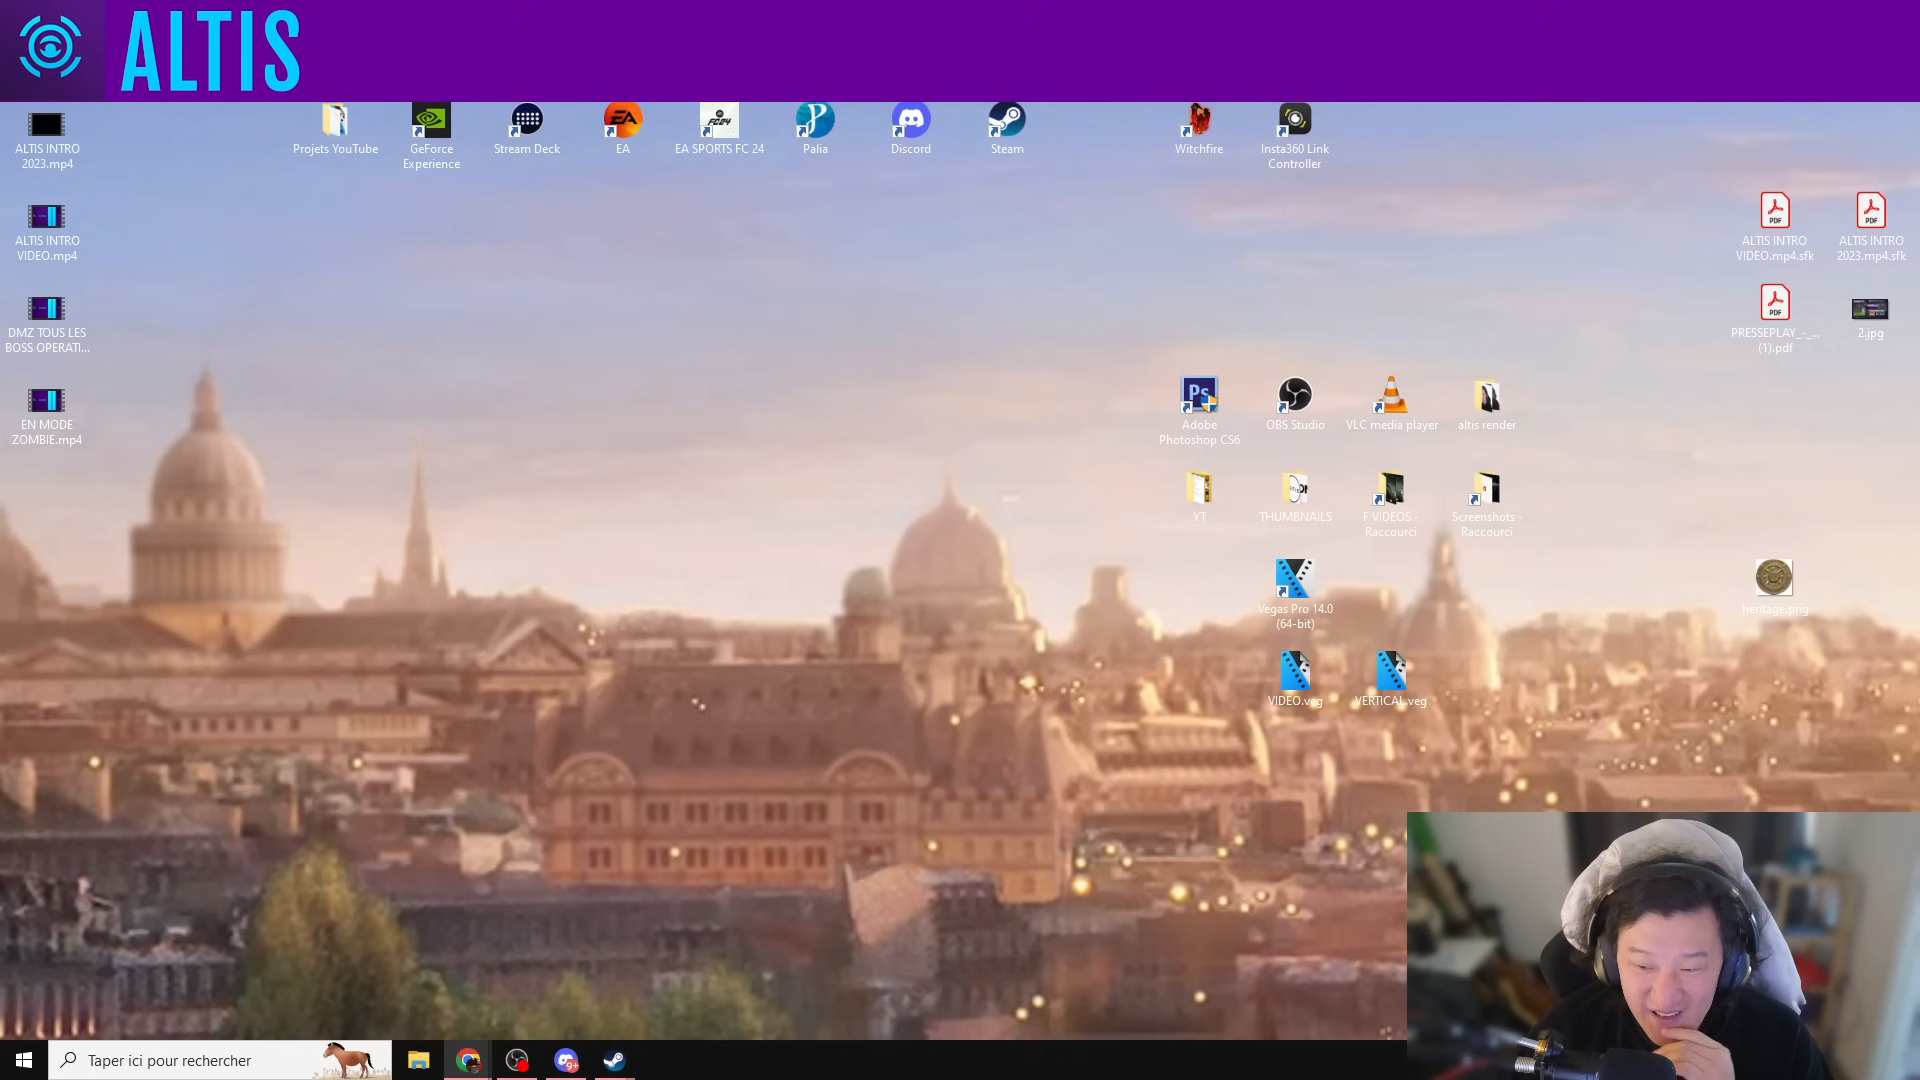 ALTIS
Projets YouTube
GeForce
Experience
Stream Deck
EA
EA SPORTS FC 24
Palia
Discord
Steam
Witchfire
Insta360 Link
Controller
ALTIS INTRO
2023.mp4
ALTIS INTRO
VIDEO.mp4
ALTIS INTRO
VIDEO.mp4.sfk
ALTIS INTRO
2023.mp4.sfk
DMZ TOUS LES
BOSS OPERATI...
PRESSEPLAY_-_...
(1).pdf
2.jpg
EN MODE
ZOMBIE.mp4
Adobe
Photoshop CS6
OBS Studio
VLC media player
altis render
YT
THUMBNAILS
F VIDEOS -
Raccourci
Screenshots -
Raccourci
Vegas Pro 14.0
(64-bit)
heritage.png
VIDEO.veg
VERTICAL.veg
Taper ici pour rechercher
9+